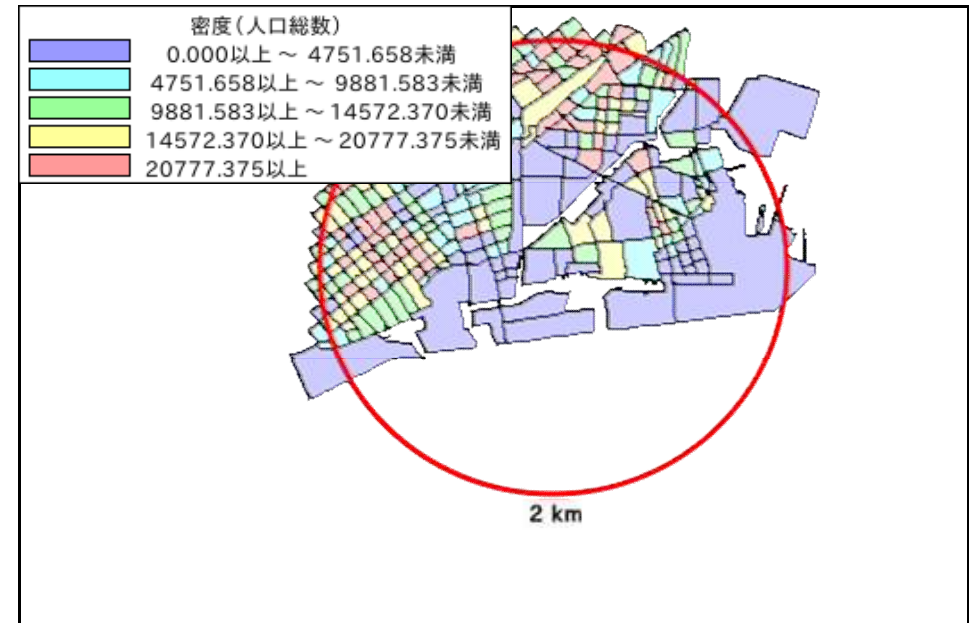 密度(人口総数)
0.000以上 ～ 4751.658未満
4751.658以上 ～ 9881.583未満
9881.583以上 ～ 14572.370未満
14572.370以上 ～ 20777.375未満
20777.375以上
2 km